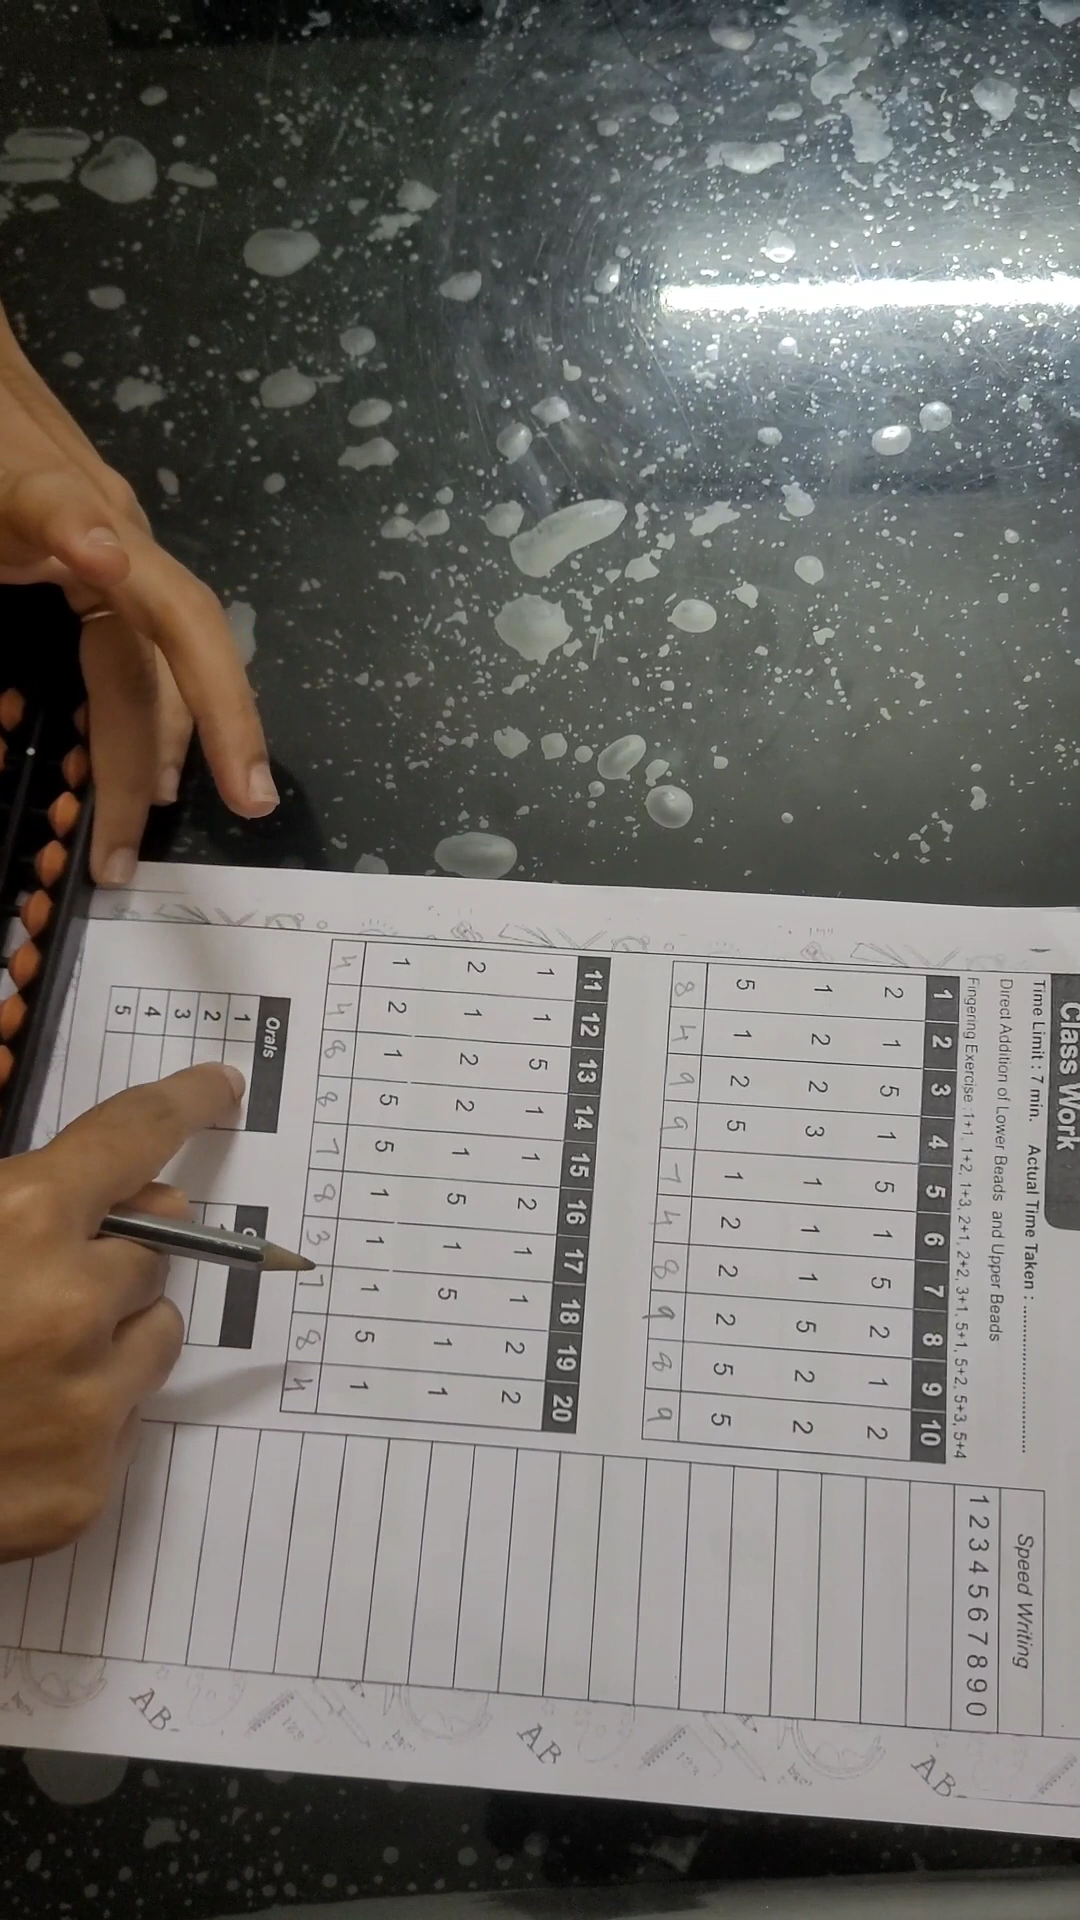 Class Work
Time Limit : 7 min. Actual Time Taken : ..............................
Direct Addition of Lower Beads and Upper Beads
Fingering Exercise : 1+1, 1+2, 1+3, 2+1, 2+2, 3+1, 5+1, 5+2, 5+3, 5+4
1 2 3 4 5 6 7 8 9 10
2 1 5 1 5 1 5 2 1 2
1 2 2 3 1 1 1 5 2 2
5 1 2 5 1 2 2 2 5 5
8 4 9 9 7 4 8 9 8 9
11 12 13 14 15 16 17 18 19 20
1 1 5 1 1 2 1 1 2 2
2 1 2 2 1 5 1 5 1 1
1 2 1 5 5 1 1 1 5 1
4 4 8 8 7 8 3 7 8 4
Orals
1
2
3
4
5
Speed Writing
1 2 3 4 5 6 7 8 9 0
AB
AB
AB